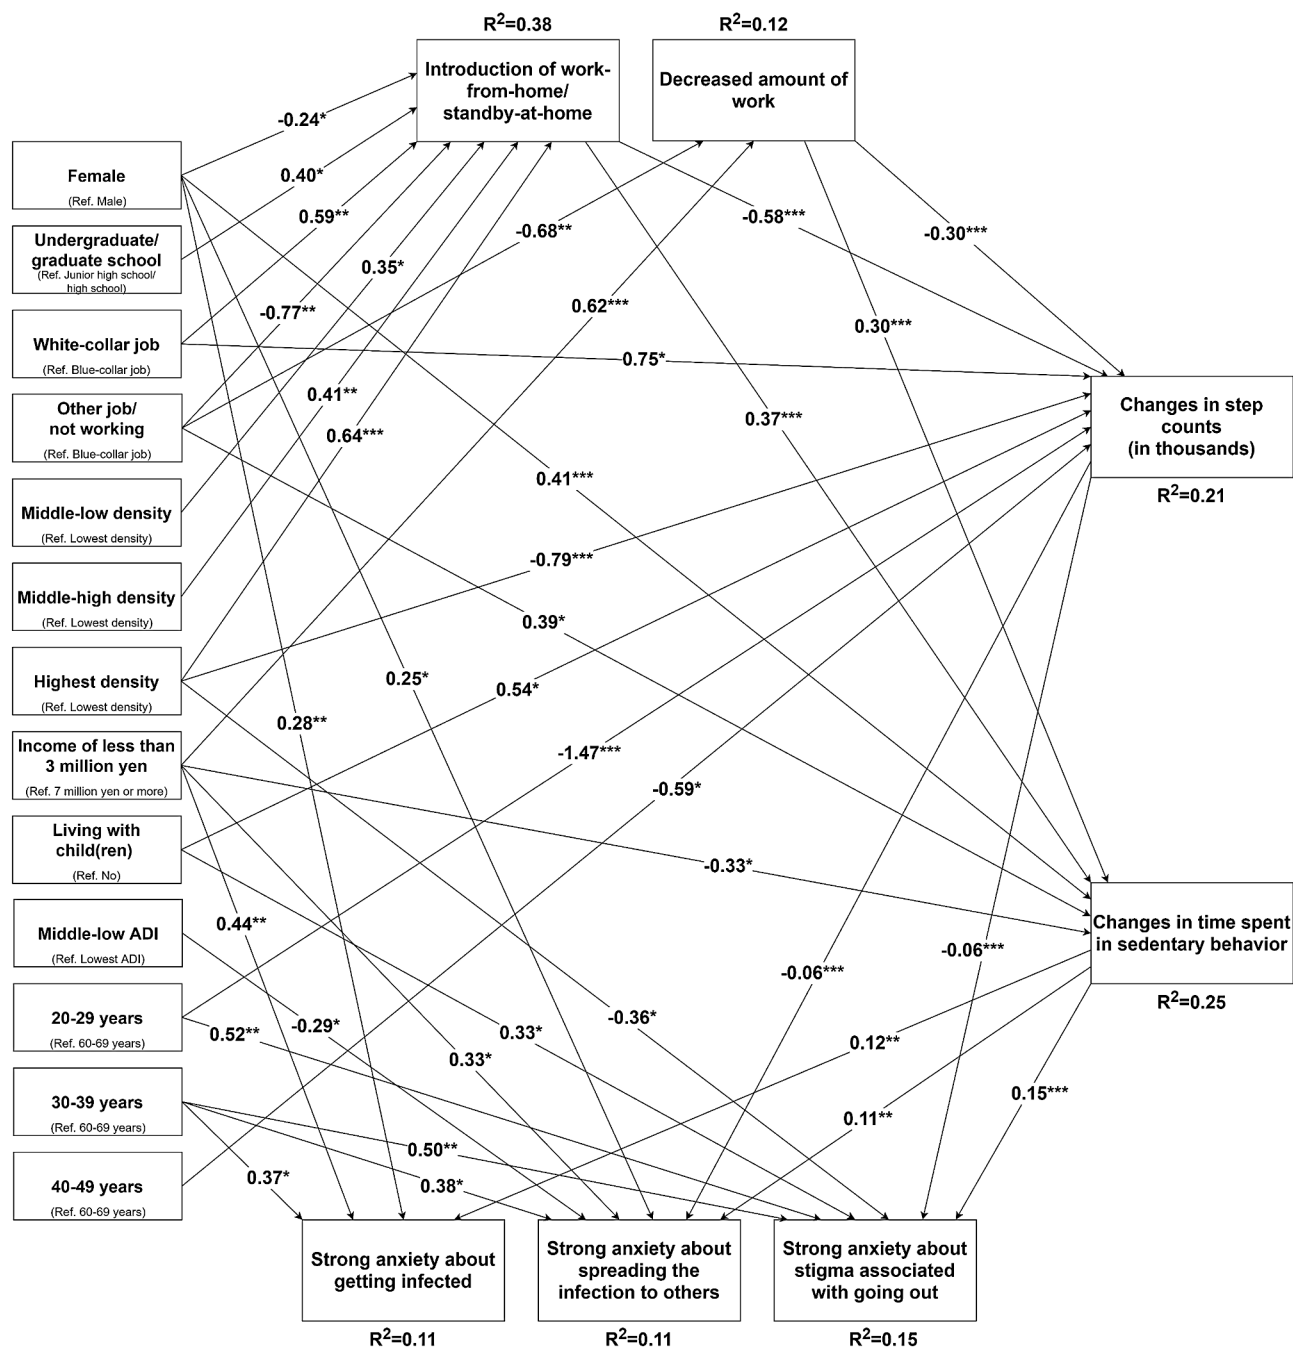 R²=0.38
R²=0.12
Introduction of work-
from-home/
standby-at-home
Decreased amount of
work
-0.24*
Female
(Ref. Male)
0.40*
0.59**
-0.58***
-0.68**
-0.30***
Undergraduate/
graduate school
(Ref. Junior high school/
high school)
0.35*
-0.77**
0.62***
0.30***
White-collar job
(Ref. Blue-collar job)
0.75*
0.41**
0.64***
0.37***
Other job/
not working
(Ref. Blue-collar job)
Changes in step
counts
(in thousands)
R²=0.21
0.41***
Middle-low density
(Ref. Lowest density)
-0.79***
Middle-high density
(Ref. Lowest density)
0.39*
Highest density
(Ref. Lowest density)
0.25*
0.54*
0.28**
Income of less than
3 million yen
(Ref. 7 million yen or more)
-1.47***
-0.59*
Living with
child(ren)
(Ref. No)
-0.33*
0.44**
Middle-low ADI
(Ref. Lowest ADI)
Changes in time spent
in sedentary behavior
R²=0.25
-0.06***
-0.06***
20-29 years
(Ref. 60-69 years)
0.52**
-0.29*
0.33*
0.33*
-0.36*
0.12**
30-39 years
(Ref. 60-69 years)
0.15***
0.11**
0.50**
40-49 years
(Ref. 60-69 years)
0.37*
0.38*
Strong anxiety about
getting infected
Strong anxiety about
spreading the
infection to others
Strong anxiety about
stigma associated
with going out
R²=0.11
R²=0.11
R²=0.15